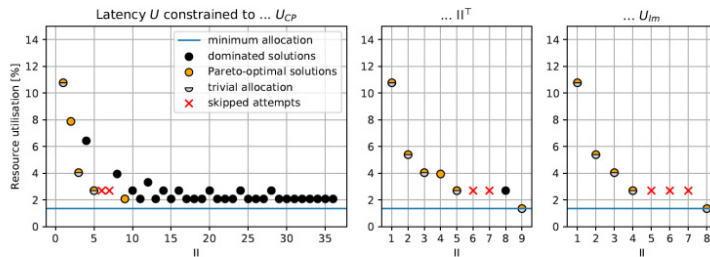 Latency U constrained to ... U_CP
... II^⊤
... U_Im
Resource utilisation [%]
14
12
10
8
6
4
2
0
minimum allocation
dominated solutions
Pareto-optimal solutions
trivial allocation
skipped attempts
0 5 10 15 20 25 30 35
II
14
12
10
8
6
4
2
0
1 2 3 4 5 6 7 8 9
II
14
12
10
8
6
4
2
0
1 2 3 4 5 6 7 8
II